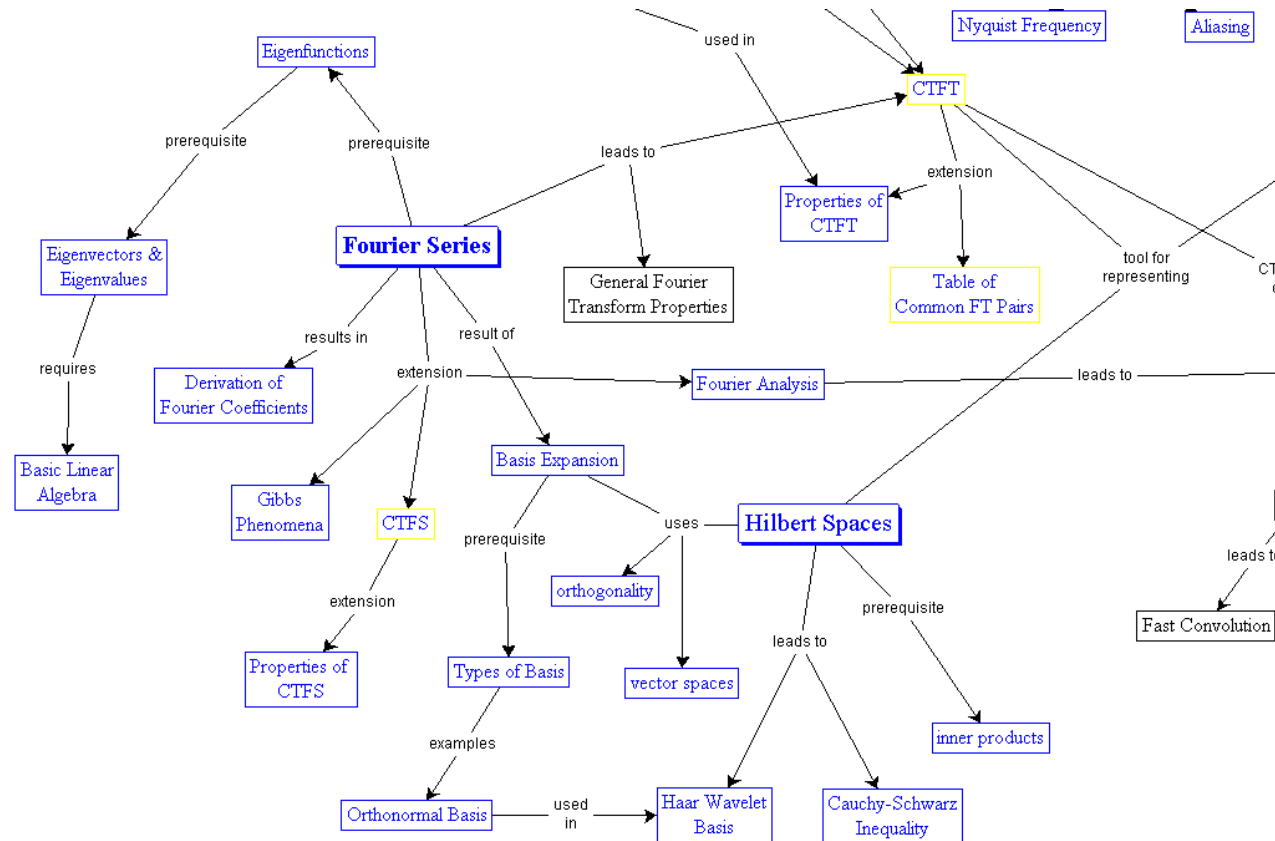 Nyquist Frequency
Aliasing
used in
Eigenfunctions
CTFT
prerequisite
prerequisite
leads to
extension
Properties of
CTFT
Fourier Series
Eigenvectors &
Eigenvalues
General Fourier
Transform Properties
Table of
Common FT Pairs
tool for
representing
results in
result of
requires
extension
Derivation of
Fourier Coefficients
Fourier Analysis
leads to
Basic Linear
Algebra
Basis Expansion
Gibbs
Phenomena
CTFS
uses
Hilbert Spaces
prerequisite
leads to
orthogonality
extension
prerequisite
Fast Convolution
leads to
Properties of
CTFS
Types of Basis
vector spaces
inner products
examples
Orthonormal Basis
used
in
Haar Wavelet
Basis
Cauchy-Schwarz
Inequality